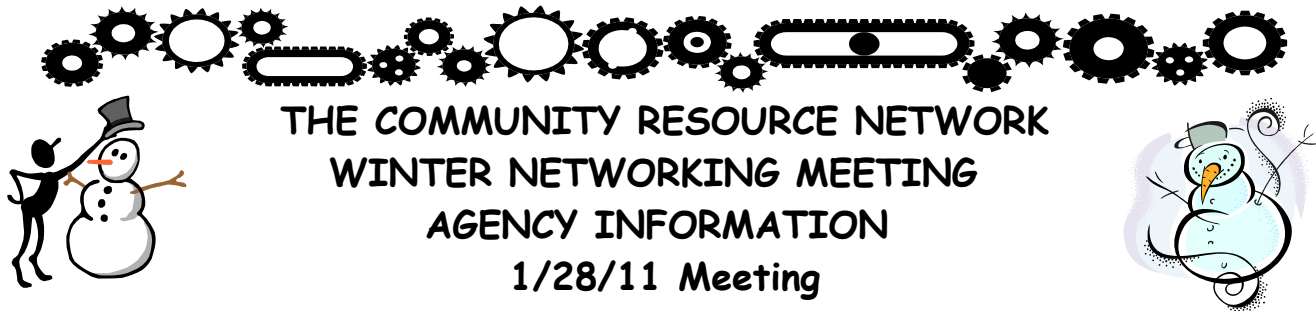 THE COMMUNITY RESOURCE NETWORK
WINTER NETWORKING MEETING
AGENCY INFORMATION
1/28/11 Meeting